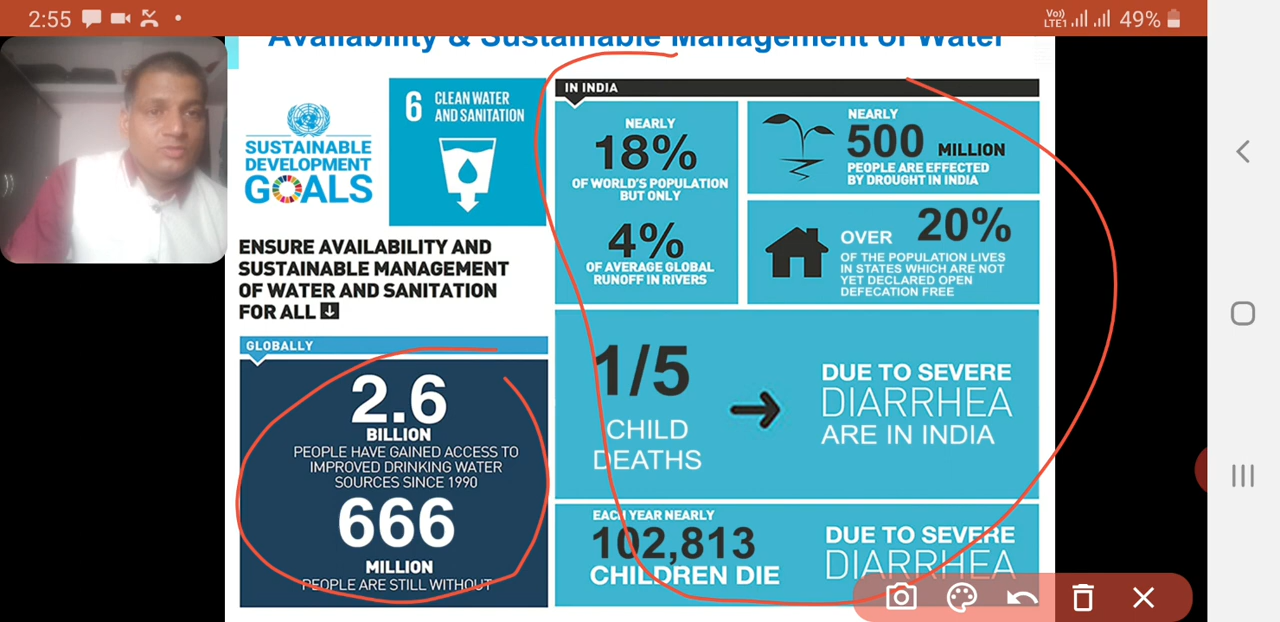 2:55
Vo)) LTE1 49%
Availability & Sustainable Management of Water
SUSTAINABLE
DEVELOPMENT
GOALS
6 CLEAN WATER
AND SANITATION
ENSURE AVAILABILITY AND
SUSTAINABLE MANAGEMENT
OF WATER AND SANITATION
FOR ALL
GLOBALLY
2.6
BILLION
PEOPLE HAVE GAINED ACCESS TO
IMPROVED DRINKING WATER
SOURCES SINCE 1990
666
MILLION
PEOPLE ARE STILL WITHOUT
IN INDIA
NEARLY
18%
OF WORLD'S POPULATION
BUT ONLY
4%
OF AVERAGE GLOBAL
RUNOFF IN RIVERS
NEARLY
500 MILLION
PEOPLE ARE EFFECTED
BY DROUGHT IN INDIA
OVER 20%
OF THE POPULATION LIVES
IN STATES WHICH ARE NOT
YET DECLARED OPEN
DEFECATION FREE
1/5
CHILD
DEATHS
DUE TO SEVERE
DIARRHEA
ARE IN INDIA
EACH YEAR NEARLY
102,813
CHILDREN DIE
DUE TO SEVERE
DIARRHEA